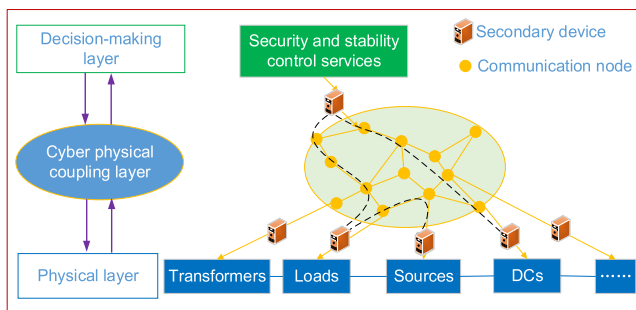 Decision-making
layer
Security and stability
control services
Secondary device
Communication node
Cyber physical
coupling layer
Physical layer
Transformers
Loads
Sources
DCs
……